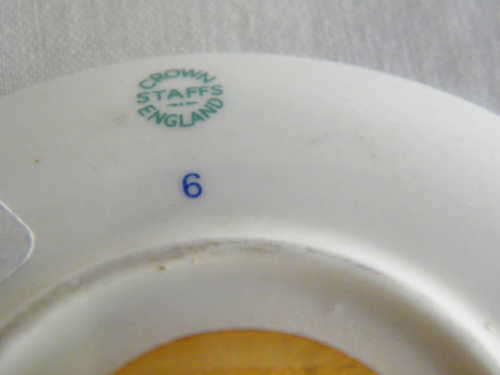 CROWN
STAFFS
ENGLAND
6